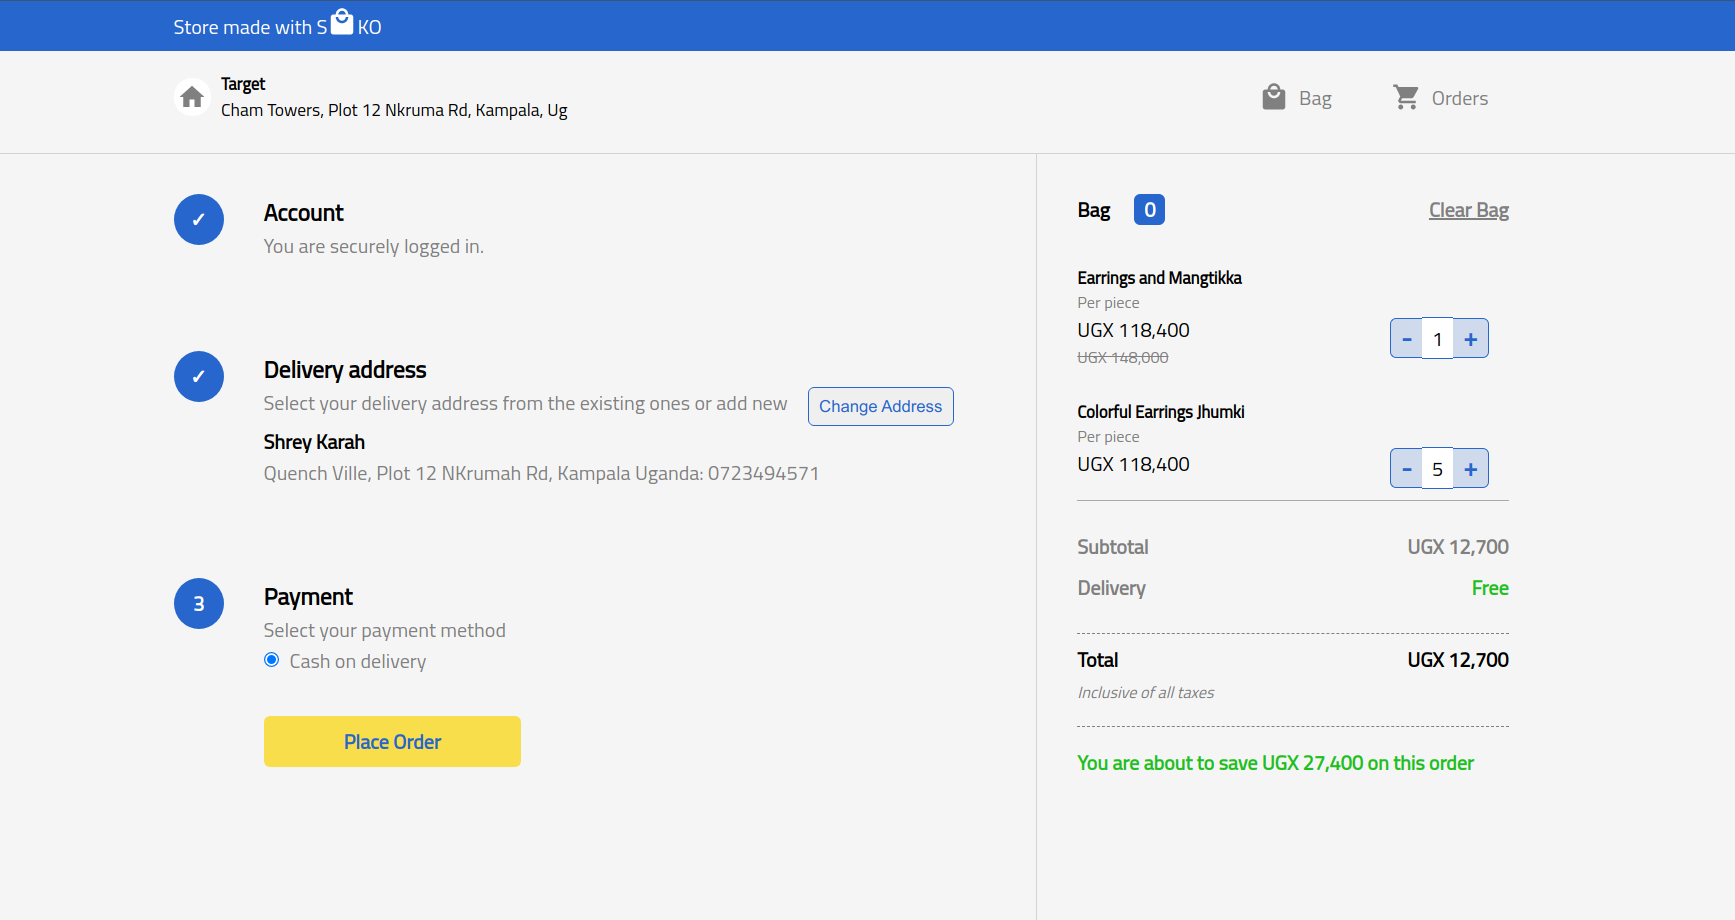 Store made with S KO
Target
Cham Towers, Plot 12 Nkruma Rd, Kampala, Ug
Bag
Orders
✓
Account
You are securely logged in.
✓
Delivery address
Select your delivery address from the existing ones or add new
Change Address
Shrey Karah
Quench Ville, Plot 12 NKrumah Rd, Kampala Uganda: 0723494571
3
Payment
Select your payment method
Cash on delivery
Place Order
Bag 0 Clear Bag
Earrings and Mangtikka
Per piece
UGX 118,400
UGX 148,000
- 1 +
Colorful Earrings Jhumki
Per piece
UGX 118,400
- 5 +
Subtotal UGX 12,700
Delivery Free
Total UGX 12,700
Inclusive of all taxes
You are about to save UGX 27,400 on this order